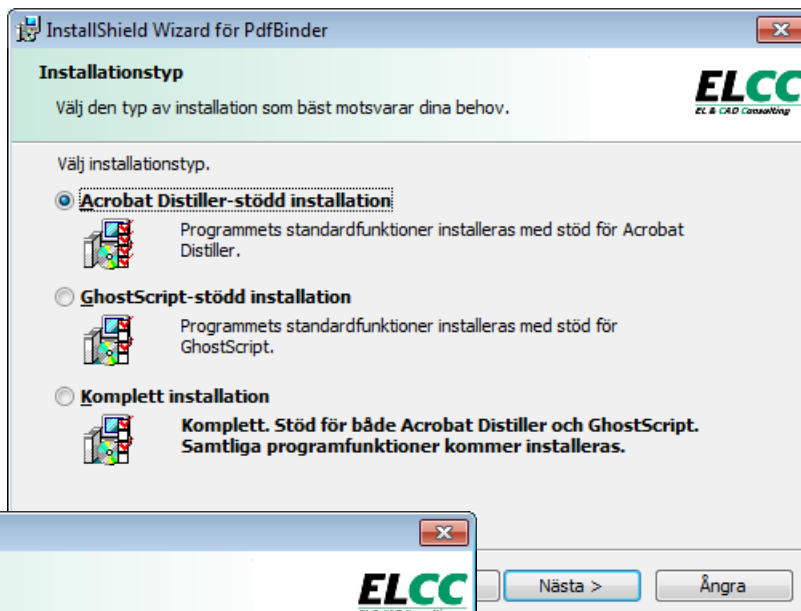 InstallShield Wizard för PdfBinder
Installationstyp
Välj den typ av installation som bäst motsvarar dina behov.
ELCC
EL & CAD Consulting
Välj installationstyp.
Acrobat Distiller-stödd installation
Programmets standardfunktioner installeras med stöd för Acrobat
Distiller.
GhostScript-stödd installation
Programmets standardfunktioner installeras med stöd för
GhostScript.
Komplett installation
Komplett. Stöd för både Acrobat Distiller och GhostScript.
Samtliga programfunktioner kommer installeras.
Nästa >
Ångra
ELCC